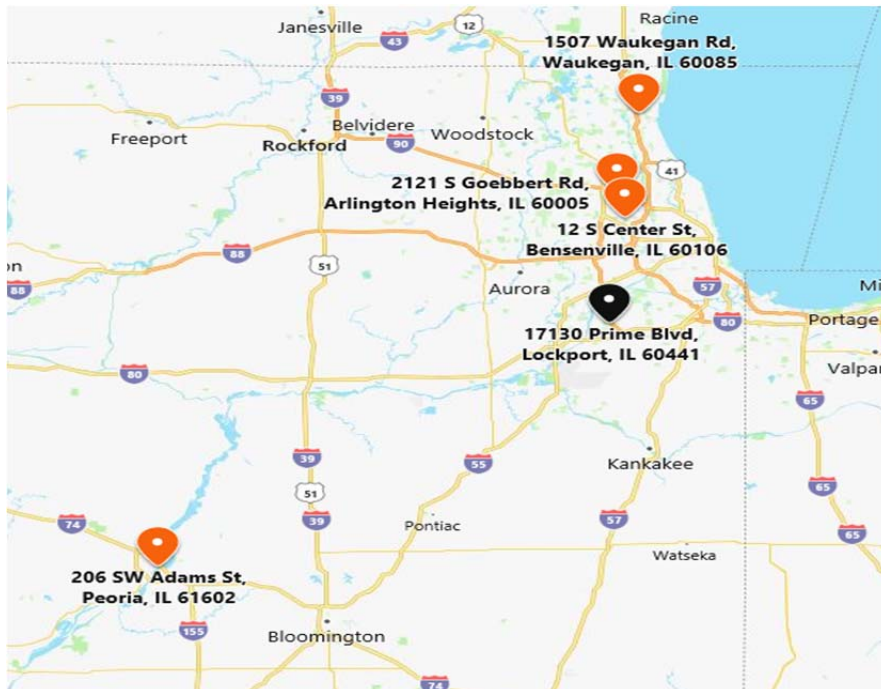 Racine
Janesville
12
43
1507 Waukegan Rd,
Waukegan, IL 60085
39
Freeport
Belvidere
Woodstock
Rockford
90
41
2121 S Goebbert Rd,
Arlington Heights, IL 60005
12 S Center St,
Bensenville, IL 60106
88
51
on
88
Aurora
57
Mi
80
Portage
17130 Prime Blvd,
Lockport, IL 60441
Valpar
80
65
39
55
Kankakee
51
65
74
39
Pontiac
57
65
Watseka
206 SW Adams St,
Peoria, IL 61602
155
Bloomington
74